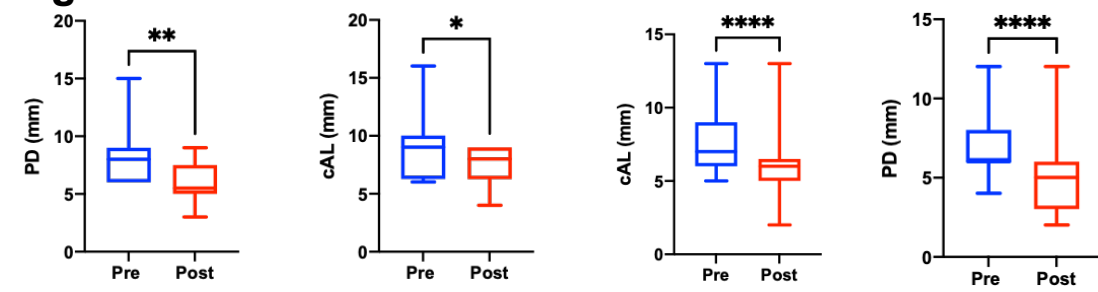 20 15 10 5 0 PD (mm) ** Pre Post
20 15 10 5 0 cAL (mm) * Pre Post
15 10 5 0 cAL (mm) **** Pre Post
15 10 5 0 PD (mm) **** Pre Post